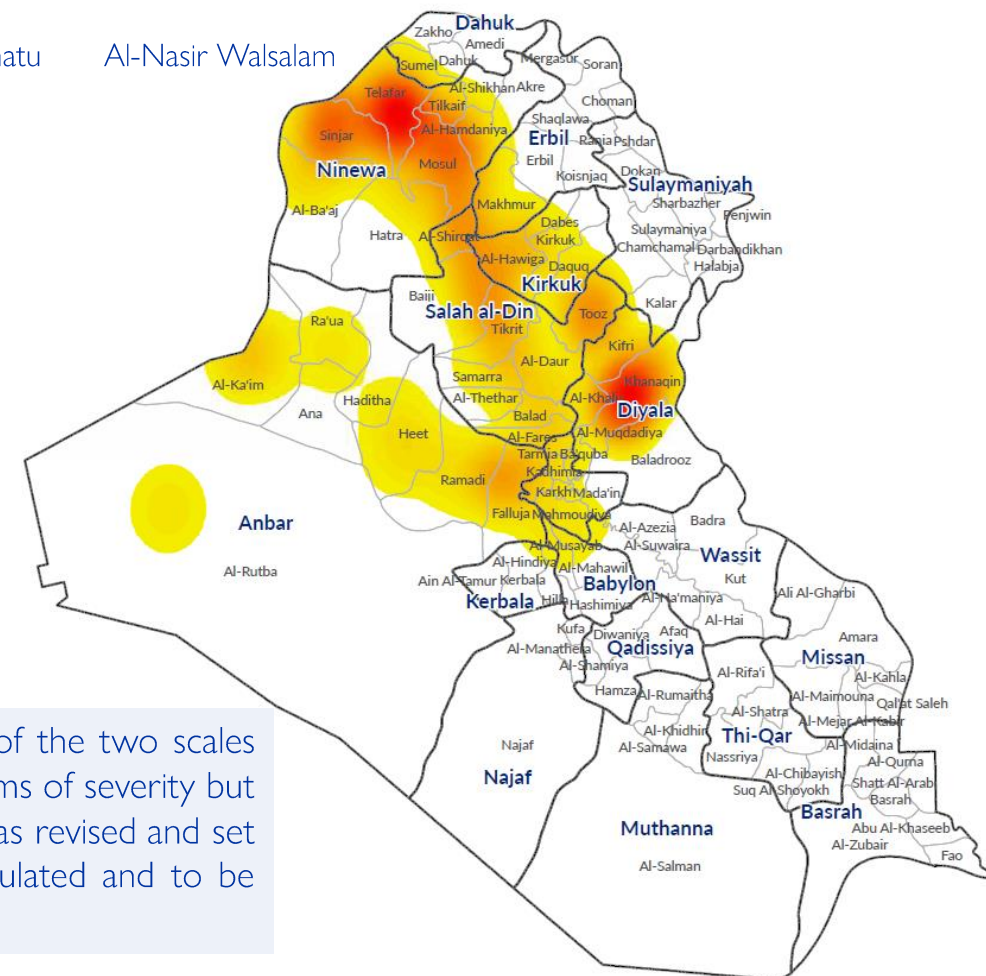 atu Al-Nasir Walsalam
Dahuk
Zakho
Amedi
Sumel
Dahuk
Mergasur
Soran
Al-Shikhan
Akre
Telafar
Tilkaif
Choman
Shaqlawa
Al-Hamdaniya
Sinjar
Erbil
Rania
Pshdar
Mosul
Erbil
Ninewa
Dokan
Koisnjaq
Sulaymaniyah
Makhmur
Sharbazher
Al-Ba'aj
Penjwin
Dabes
Sulaymaniya
Hatra
Al-Shirqat
Kirkuk
Chamchamal
Darbandikhan
Al-Hawiga
Daquq
Halabja
Kirkuk
Baiji
Salah al-Din
Kalar
Ra'ua
Tooz
Tikrit
Kifri
Al-Daur
Al-Ka'im
Samarra
Khanaqin
Haditha
Al-Thethar
Al-Khalis
Ana
Balad
Diyala
Heet
Al-Fares
Al-Muqdadiya
Tarmia
Ba'quba
Baladrooz
Kadhimia
Ramadi
Karkh
Mada'in
Falluja
Mahmoudiya
Anbar
Al-Azezia
Badra
Al-Musayab
Al-Suwaira
Wassit
Al-Hindiya
Al-Mahawil
Al-Rutba
Ain Al-Tamur
Kerbala
Babylon
Kut
Kerbala
Hilla
Hashimiya
Al-Na'maniya
Ali Al-Gharbi
Al-Hai
Kufa
Diwaniya
Afaq
Al-Manathera
Qadissiya
Amara
Al-Shamiya
Missan
Al-Rifa'i
Al-Kahla
Hamza
Al-Rumaitha
Al-Maimouna
Qal'at Saleh
Al-Shatra
Al-Mejar Al-Kabir
Al-Khidhir
Thi-Qar
Najaf
Al-Samawa
Al-Midaina
Nassriya
Al-Qurna
Najaf
Al-Chibayish
Shatt Al-Arab
Suq Al-Shoyokh
Basrah
Basrah
Muthanna
Abu Al-Khaseeb
Al-Zubair
Fao
Al-Salman
of the two scales
ms of severity but
as revised and set
ulated and to be